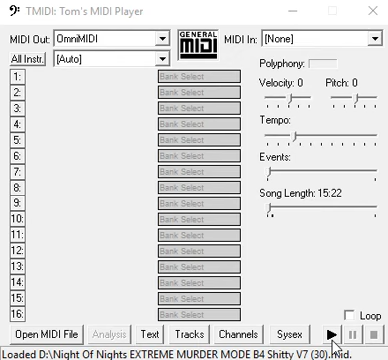 TMIDI: Tom's MIDI Player
MIDI Out: OmniMIDI
GENERAL MIDI
MIDI In: [None]
All Instr. [Auto]
Polyphony:
Velocity: 0 Pitch: 0
Tempo:
Events:
Song Length: 15:22
1: Bank Select
2: Bank Select
3: Bank Select
4: Bank Select
5: Bank Select
6: Bank Select
7: Bank Select
8: Bank Select
9: Bank Select
10: Bank Select
11: Bank Select
12: Bank Select
13: Bank Select
14: Bank Select
15: Bank Select
16: Bank Select
Loop
Open MIDI File Analysis Text Tracks Channels Sysex
Loaded D:\Night Of Nights EXTREME MURDER MODE B4 Shitty V7 (30).mid.